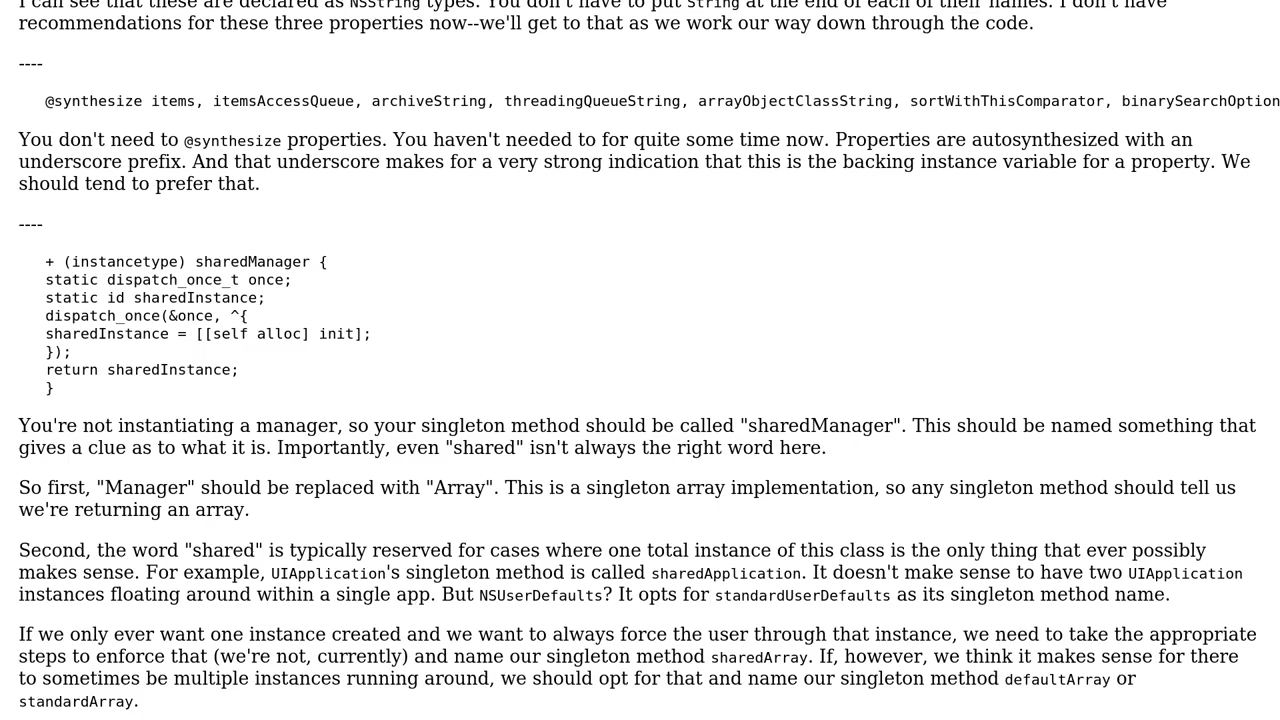 I can see that these are declared as NSString types. You don't have to put String at the end of each of their names. I don't have
recommendations for these three properties now--we'll get to that as we work our way down through the code.
----
@synthesize items, itemsAccessQueue, archiveString, threadingQueueString, arrayObjectClassString, sortWithThisComparator, binarySearchOption
You don't need to @synthesize properties. You haven't needed to for quite some time now. Properties are autosynthesized with an
underscore prefix. And that underscore makes for a very strong indication that this is the backing instance variable for a property. We
should tend to prefer that.
----
+ (instancetype) sharedManager {
static dispatch_once_t once;
static id sharedInstance;
dispatch_once(&once, ^{
sharedInstance = [[self alloc] init];
});
return sharedInstance;
}
You're not instantiating a manager, so your singleton method should be called "sharedManager". This should be named something that
gives a clue as to what it is. Importantly, even "shared" isn't always the right word here.
So first, "Manager" should be replaced with "Array". This is a singleton array implementation, so any singleton method should tell us
we're returning an array.
Second, the word "shared" is typically reserved for cases where one total instance of this class is the only thing that ever possibly
makes sense. For example, UIApplication's singleton method is called sharedApplication. It doesn't make sense to have two UIApplication
instances floating around within a single app. But NSUserDefaults? It opts for standardUserDefaults as its singleton method name.
If we only ever want one instance created and we want to always force the user through that instance, we need to take the appropriate
steps to enforce that (we're not, currently) and name our singleton method sharedArray. If, however, we think it makes sense for there
to sometimes be multiple instances running around, we should opt for that and name our singleton method defaultArray or
standardArray.